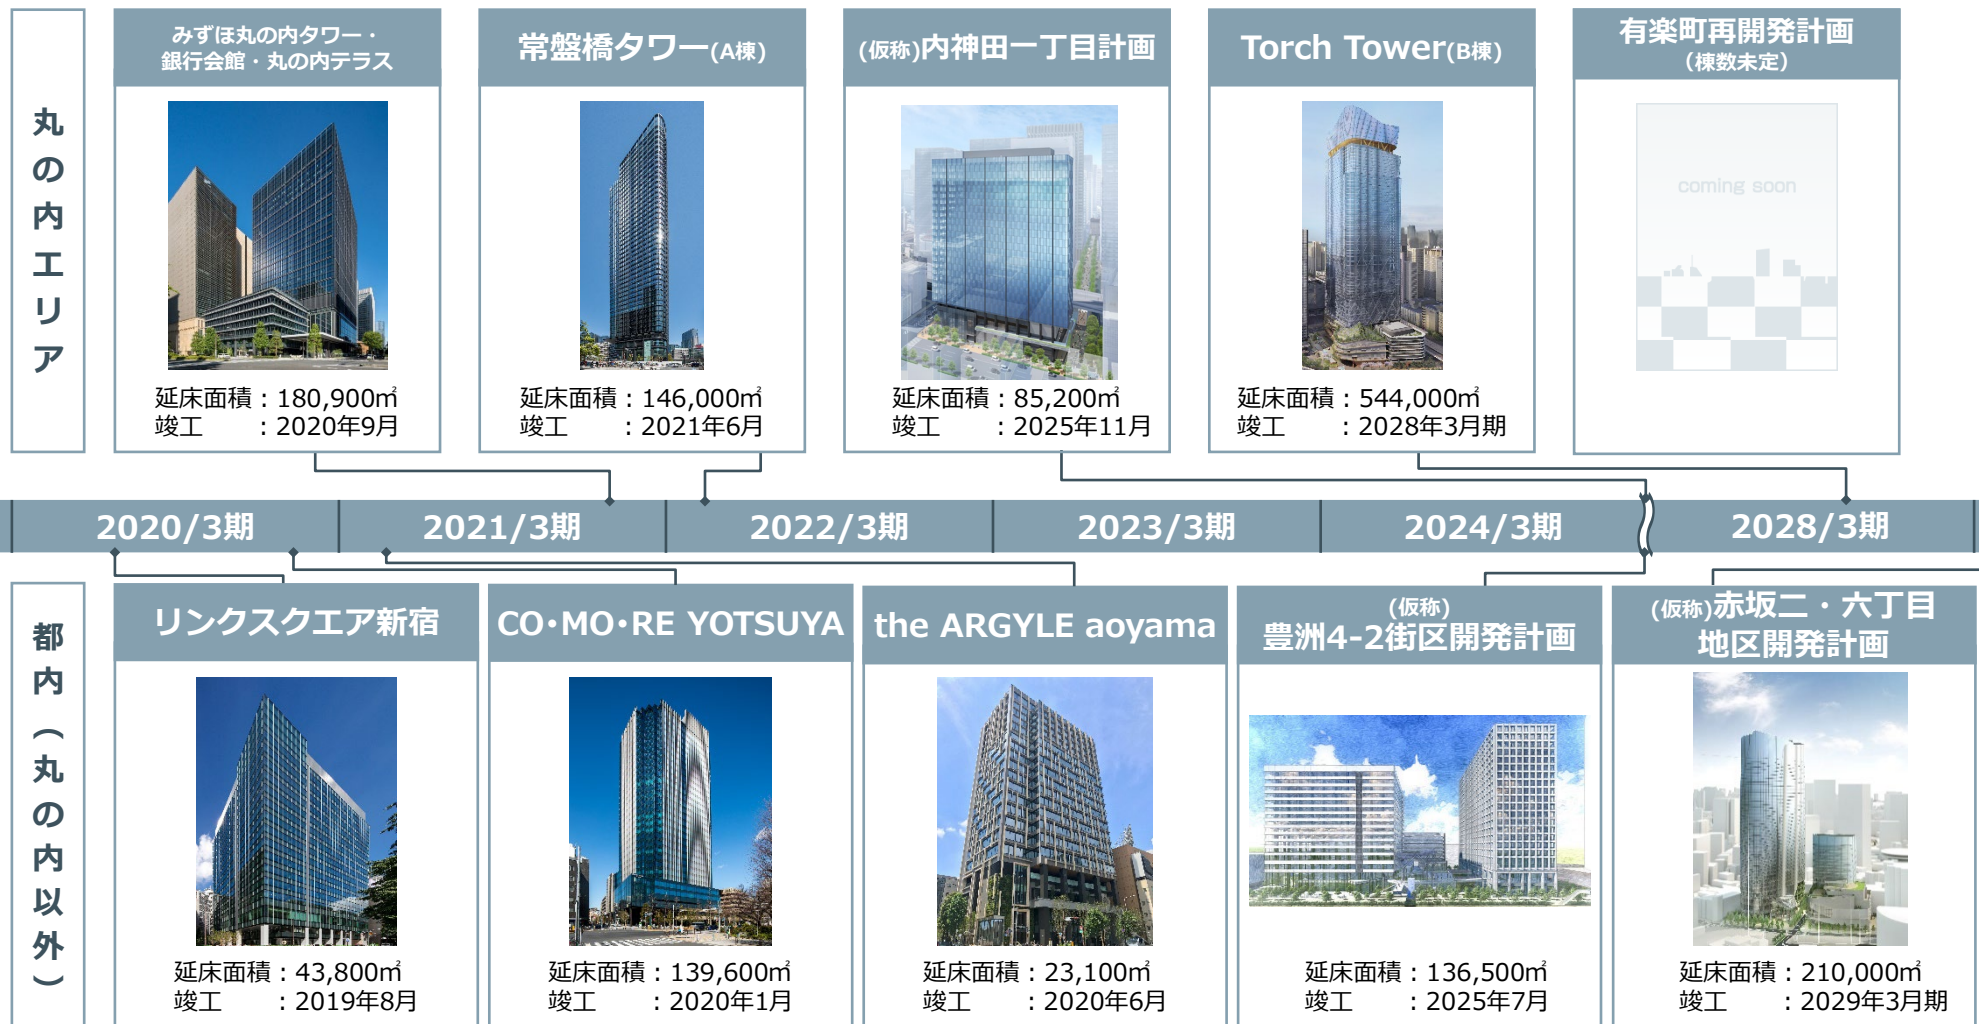 丸の内エリア
みずほ丸の内タワー・
銀行会館・丸の内テラス
延床面積：180,900㎡
竣工　　：2020年9月
常盤橋タワー(A棟)
延床面積：146,000㎡
竣工　　：2021年6月
(仮称)内神田一丁目計画
延床面積：85,200㎡
竣工　　：2025年11月
Torch Tower(B棟)
延床面積：544,000㎡
竣工　　：2028年3月期
有楽町再開発計画
（棟数未定）
coming soon
2020/3期
2021/3期
2022/3期
2023/3期
2024/3期
2028/3期
都内（丸の内以外）
リンクスクエア新宿
延床面積：43,800㎡
竣工　　：2019年8月
CO・MO・RE YOTSUYA
延床面積：139,600㎡
竣工　　：2020年1月
the ARGYLE aoyama
延床面積：23,100㎡
竣工　　：2020年6月
(仮称)
豊洲4-2街区開発計画
延床面積：136,500㎡
竣工　　：2025年7月
(仮称)赤坂二・六丁目
地区開発計画
延床面積：210,000㎡
竣工　　：2029年3月期